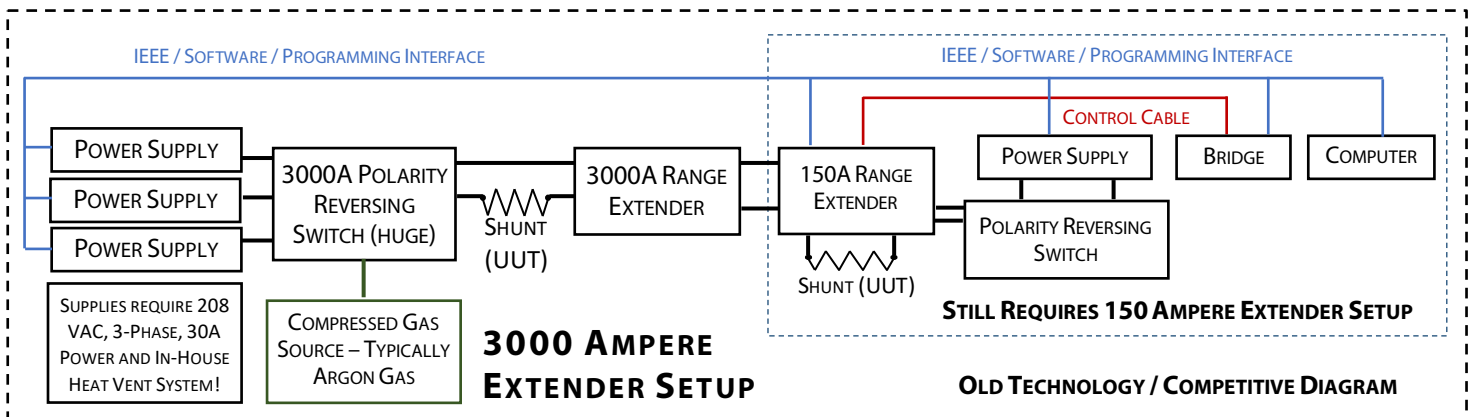 IEEE / SOFTWARE / PROGRAMMING INTERFACE
IEEE / SOFTWARE / PROGRAMMING INTERFACE
CONTROL CABLE
POWER SUPPLY
POWER SUPPLY
POWER SUPPLY
3000A POLARITY
REVERSING
SWITCH (HUGE)
SHUNT
(UUT)
3000A RANGE
EXTENDER
150A RANGE
EXTENDER
POWER SUPPLY
BRIDGE
COMPUTER
POLARITY REVERSING
SWITCH
SHUNT (UUT)
STILL REQUIRES 150 AMPERE EXTENDER SETUP
SUPPLIES REQUIRE 208
VAC, 3-PHASE, 30A
POWER AND IN-HOUSE
HEAT VENT SYSTEM!
COMPRESSED GAS
SOURCE – TYPICALLY
ARGON GAS
3000 AMPERE
EXTENDER SETUP
OLD TECHNOLOGY / COMPETITIVE DIAGRAM